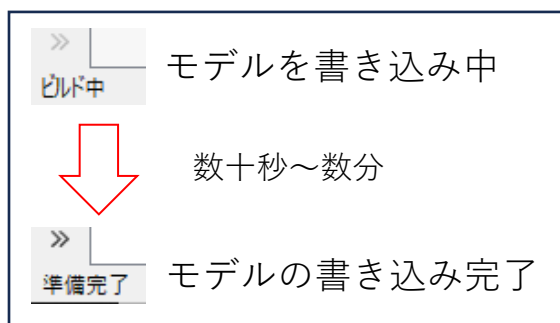 »
ビルド中
モデルを書き込み中
数十秒～数分
»
準備完了
モデルの書き込み完了